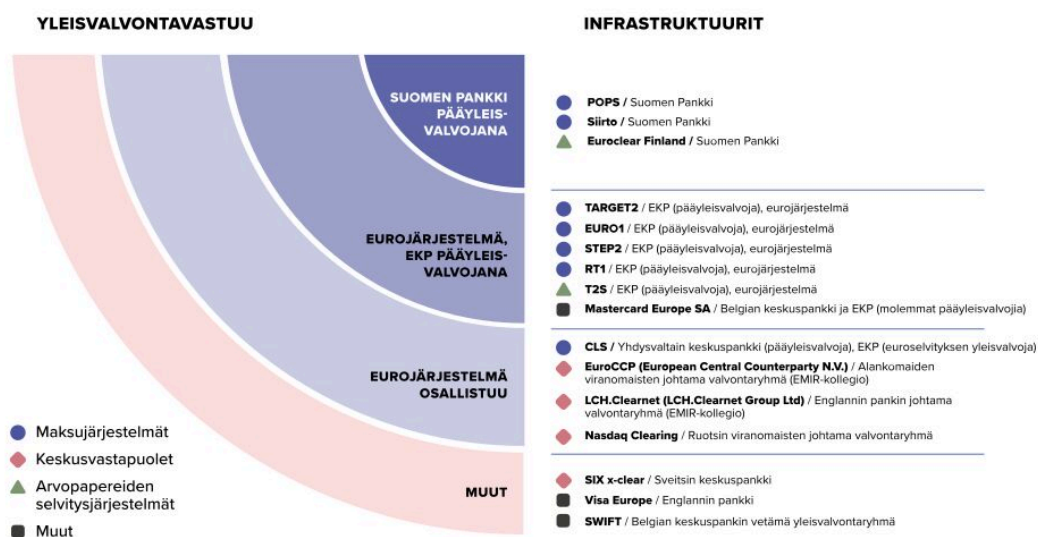 YLEISVALVONTAVASTUU
SUOMEN PANKKI
PÄÄYLEIS-
VALVOJANA
EUROJÄRJESTELMÄ,
EKP PÄÄYLEIS-
VALVOJANA
EUROJÄRJESTELMÄ
OSALLISTUU
MUUT
Maksujärjestelmät
Keskusvastapuolet
Arvopapereiden
selvitysjärjestelmät
Muut
INFRASTRUKTUURIT
POPS / Suomen Pankki
Siirto / Suomen Pankki
Euroclear Finland / Suomen Pankki
TARGET2 / EKP (pääyleisvalvoja), eurojärjestelmä
EURO1 / EKP (pääyleisvalvoja), eurojärjestelmä
STEP2 / EKP (pääyleisvalvoja), eurojärjestelmä
RT1 / EKP (pääyleisvalvoja), eurojärjestelmä
T2S / EKP (pääyleisvalvoja), eurojärjestelmä
Mastercard Europe SA / Belgian keskuspankki ja EKP (molemmat pääyleisvalvojia)
CLS / Yhdysvaltain keskuspankki (pääyleisvalvoja), EKP (euroselvityksen yleisvalvoja)
EuroCCP (European Central Counterparty N.V.) / Alankomaiden
viranomaisten johtama valvontaryhmä (EMIR-kollegio)
LCH.Clearnet (LCH.Clearnet Group Ltd) / Englannin pankin johtama
valvontaryhmä (EMIR-kollegio)
Nasdaq Clearing / Ruotsin viranomaisten johtama valvontaryhmä
SIX x-clear / Sveitsin keskuspankki
Visa Europe / Englannin pankki
SWIFT / Belgian keskuspankin vetämä yleisvalvontaryhmä